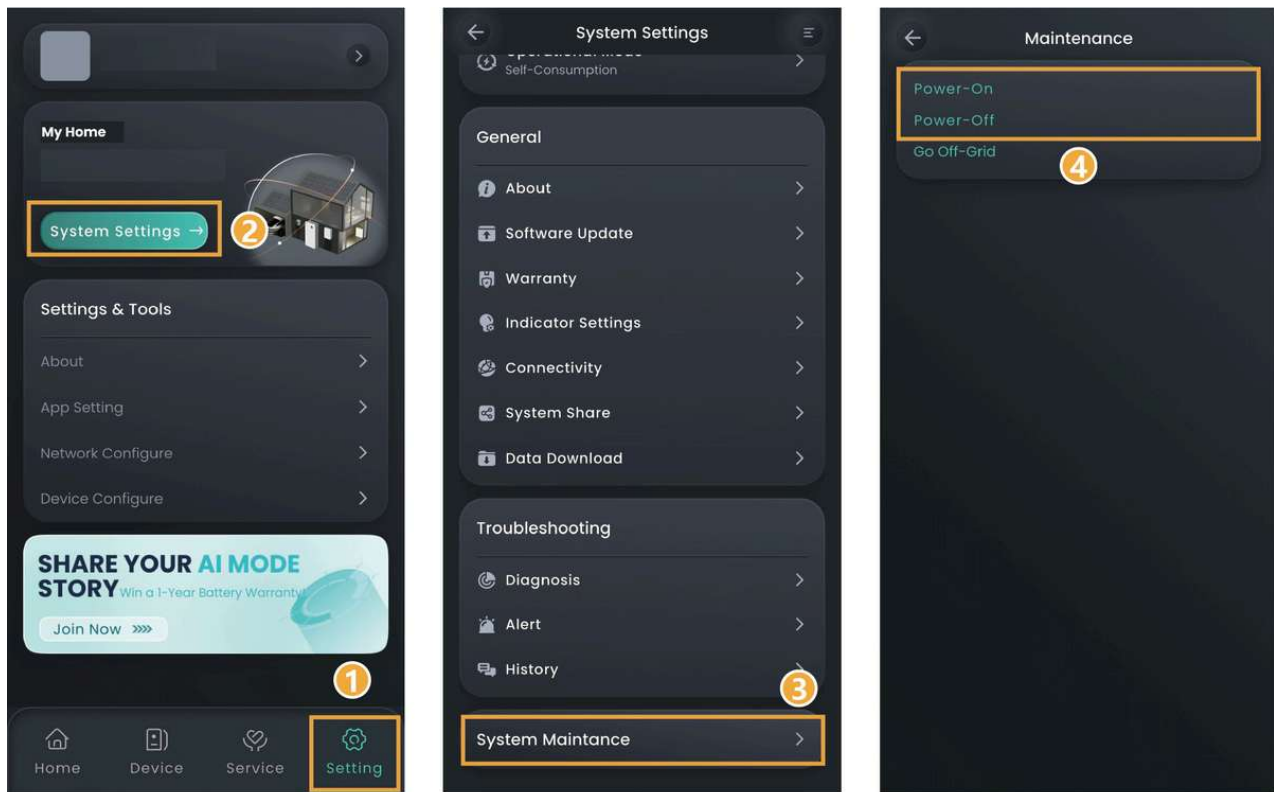 My Home
System Settings →
2
Settings & Tools
About
App Setting
Network Configure
Device Configure
SHARE YOUR AI MODE
STORY Win a 1-Year Battery Warranty!
Join Now »»
1
Home
Device
Service
Setting
System Settings
Operational Mode
Self-Consumption
General
About
Software Update
Warranty
Indicator Settings
Connectivity
System Share
Data Download
Troubleshooting
Diagnosis
Alert
History
3
System Maintance
Maintenance
Power-On
Power-Off
Go Off-Grid
4